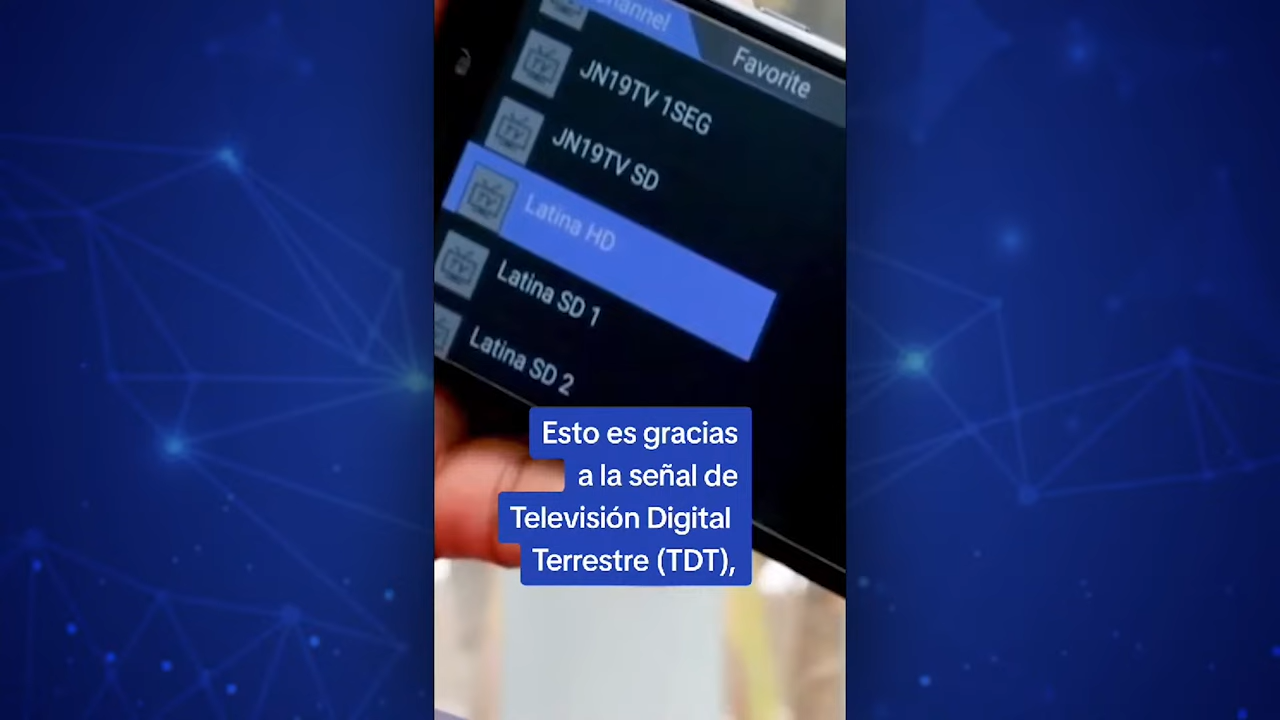 Channel
Favorite
JN19TV 1SEG
JN19TV SD
Latina HD
Latina SD 1
Latina SD 2
Esto es gracias
a la señal de
Televisión Digital
Terrestre (TDT),